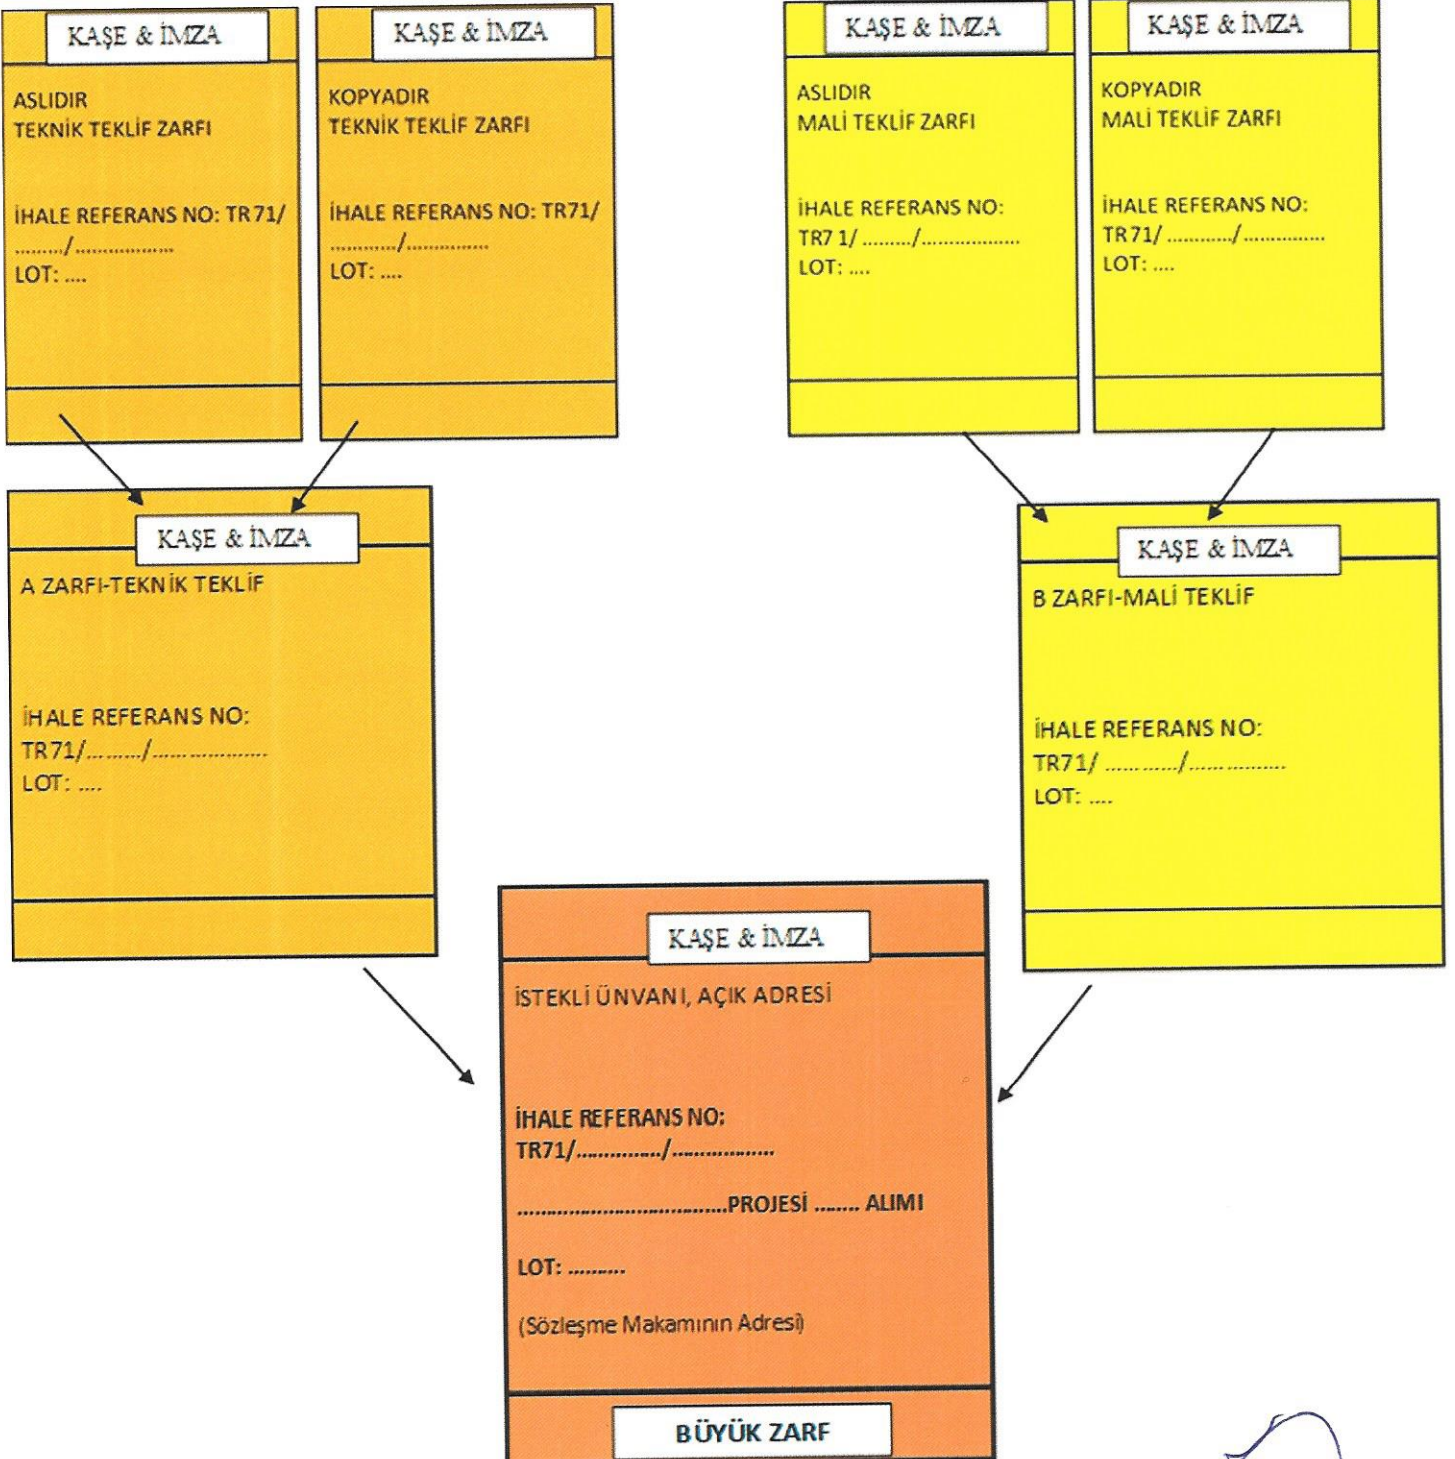 KAŞE & İMZA
ASLIDIR
TEKNİK TEKLİF ZARFI
İHALE REFERANS NO: TR71/
........./..................
LOT: ....
KAŞE & İMZA
KOPYADIR
TEKNİK TEKLİF ZARFI
İHALE REFERANS NO: TR71/
............/...............
LOT: ....
KAŞE & İMZA
ASLIDIR
MALİ TEKLİF ZARFI
İHALE REFERANS NO:
TR7 1/ ........./..................
LOT: ....
KAŞE & İMZA
KOPYADIR
MALİ TEKLİF ZARFI
İHALE REFERANS NO:
TR71/ ............/...............
LOT: ....
KAŞE & İMZA
A ZARFI-TEKNİK TEKLİF
İHALE REFERANS NO:
TR71/........./...................
LOT: ....
KAŞE & İMZA
B ZARFI-MALİ TEKLİF
İHALE REFERANS NO:
TR71/ ............/................
LOT: ....
KAŞE & İMZA
İSTEKLİ ÜNVANI, AÇIK ADRESİ
İHALE REFERANS NO:
TR71/.............../..................
.....................................PROJESİ ........ ALIMI
LOT: ..........
(Sözleşme Makamının Adresi)
BÜYÜK ZARF